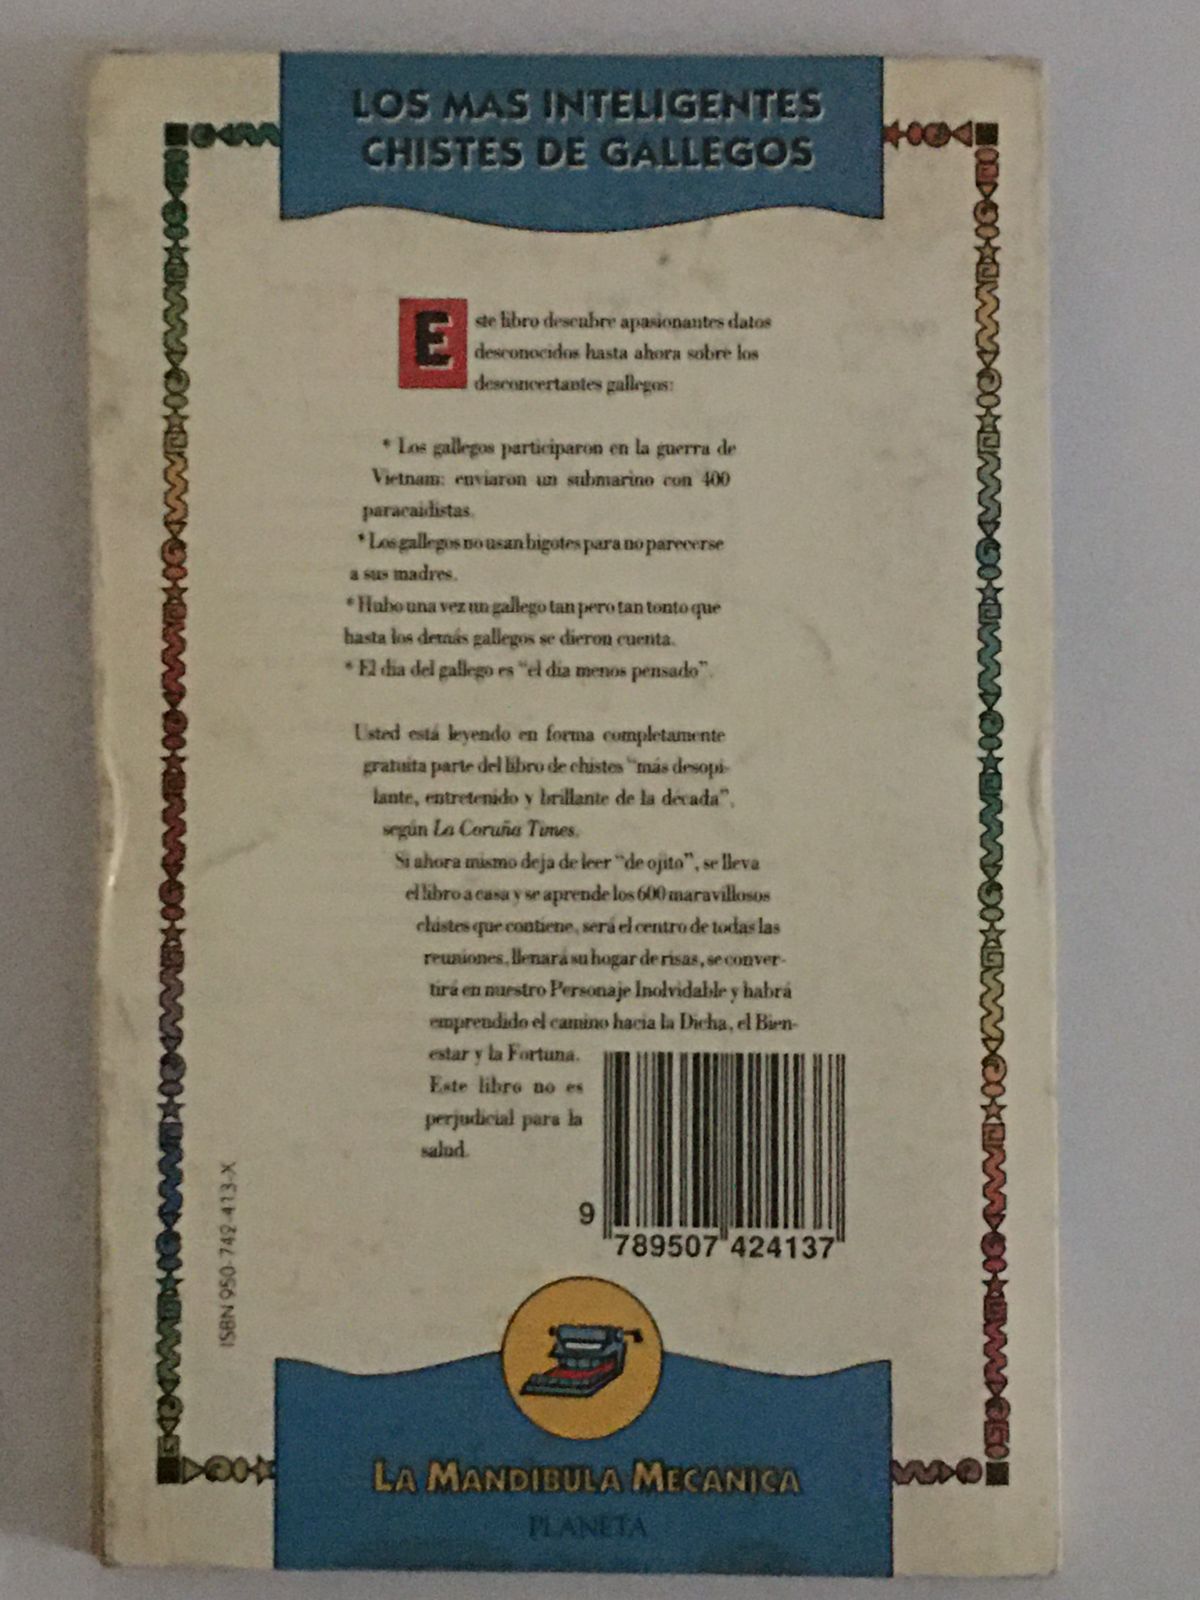 LOS MAS INTELIGENTES
CHISTES DE GALLEGOS
Este libro descubre apasionantes datos
desconocidos hasta ahora sobre los
desconcertantes gallegos:
* Los gallegos participaron en la guerra de
Vietnam: enviaron un submarino con 400
paracaidistas.
* Los gallegos no usan bigotes para no parecerse
a sus madres.
* Hubo una vez un gallego tan pero tan tonto que
hasta los demás gallegos se dieron cuenta.
* El día del gallego es "el día menos pensado".
Usted está leyendo en forma completamente
gratuita parte del libro de chistes "más desopi-
lante, entretenido y brillante de la década",
según La Coruña Times.
Si ahora mismo deja de leer "de ojito", se lleva
el libro a casa y se aprende los 600 maravillosos
chistes que contiene, será el centro de todas las
reuniones, llenará su hogar de risas, se conver-
tirá en nuestro Personaje Inolvidable y habrá
emprendido el camino hacia la Dicha, el Bien-
estar y la Fortuna.
Este libro no es
perjudicial para la
salud.
ISBN 950-742-413-X
9 789507 424137
LA MANDIBULA MECANICA
PLANETA